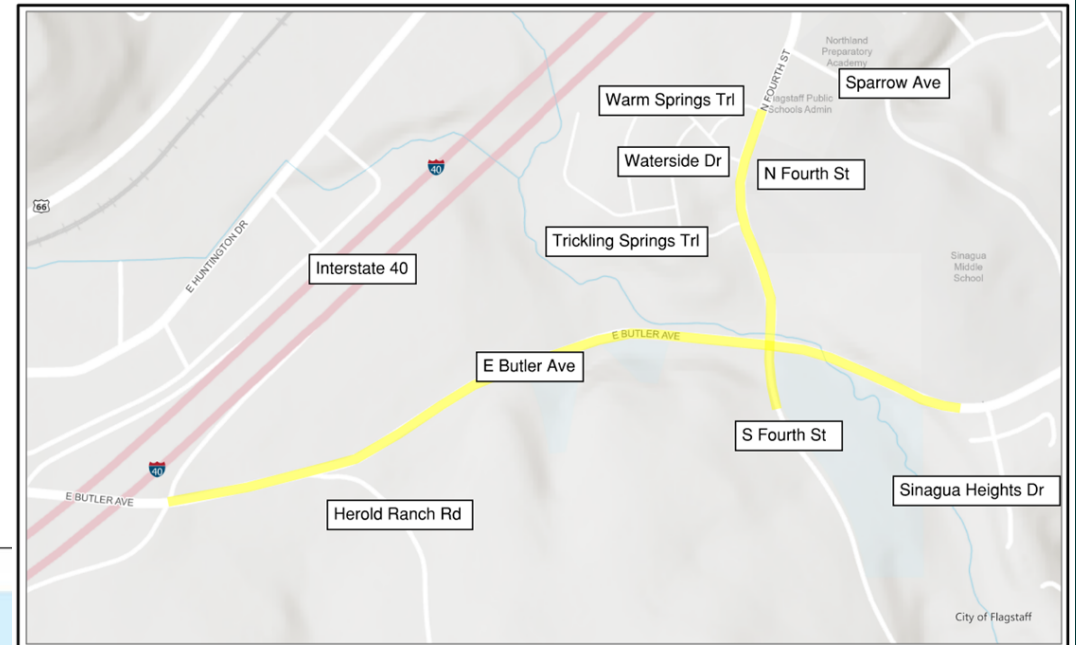 Northland
Preparatory
Academy
Sparrow Ave
N FOURTH ST
Warm Springs Trl
Flagstaff Public
Schools Admin
40
Waterside Dr
N Fourth St
66
Trickling Springs Trl
E HUNTINGTON DR
Interstate 40
Sinagua
Middle
School
E BUTLER AVE
E Butler Ave
S Fourth St
40
E BUTLER AVE
Sinagua Heights Dr
Herold Ranch Rd
City of Flagstaff